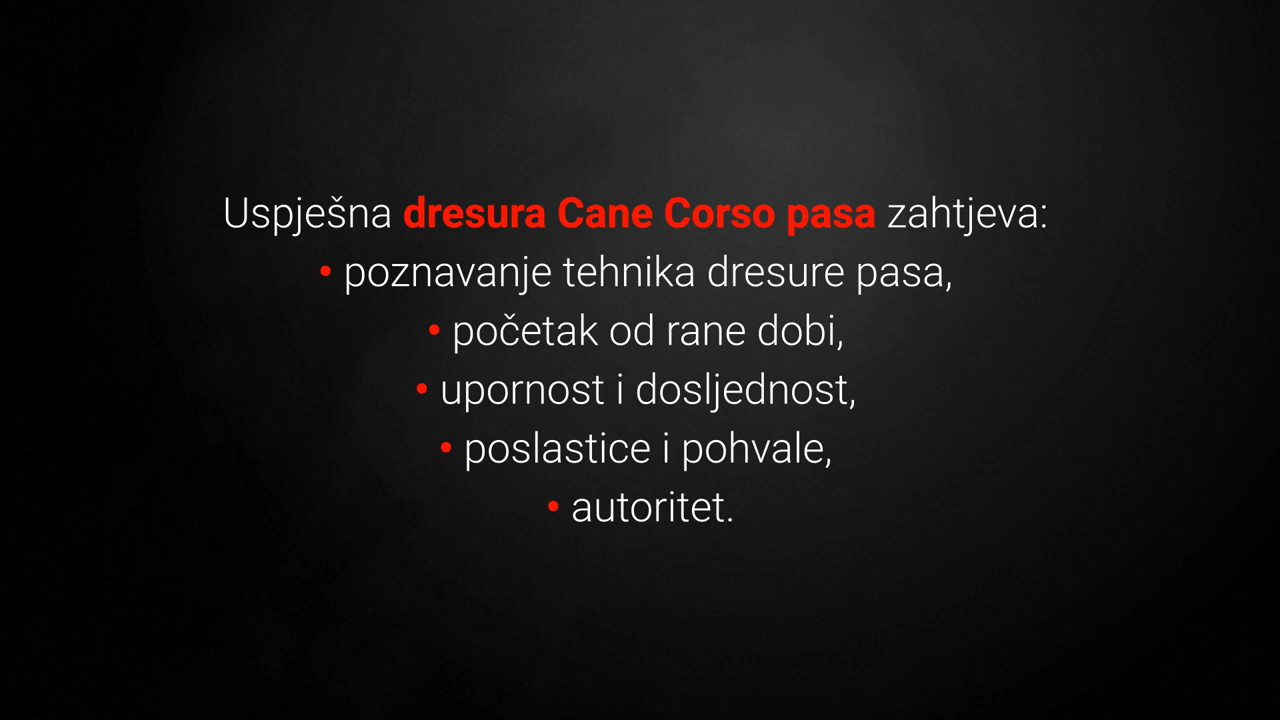 Uspješna dresura Cane Corso pasa zahtjeva:
• poznavanje tehnika dresure pasa,
• početak od rane dobi,
• upornost i dosljednost,
• poslastice i pohvale,
• autoritet.